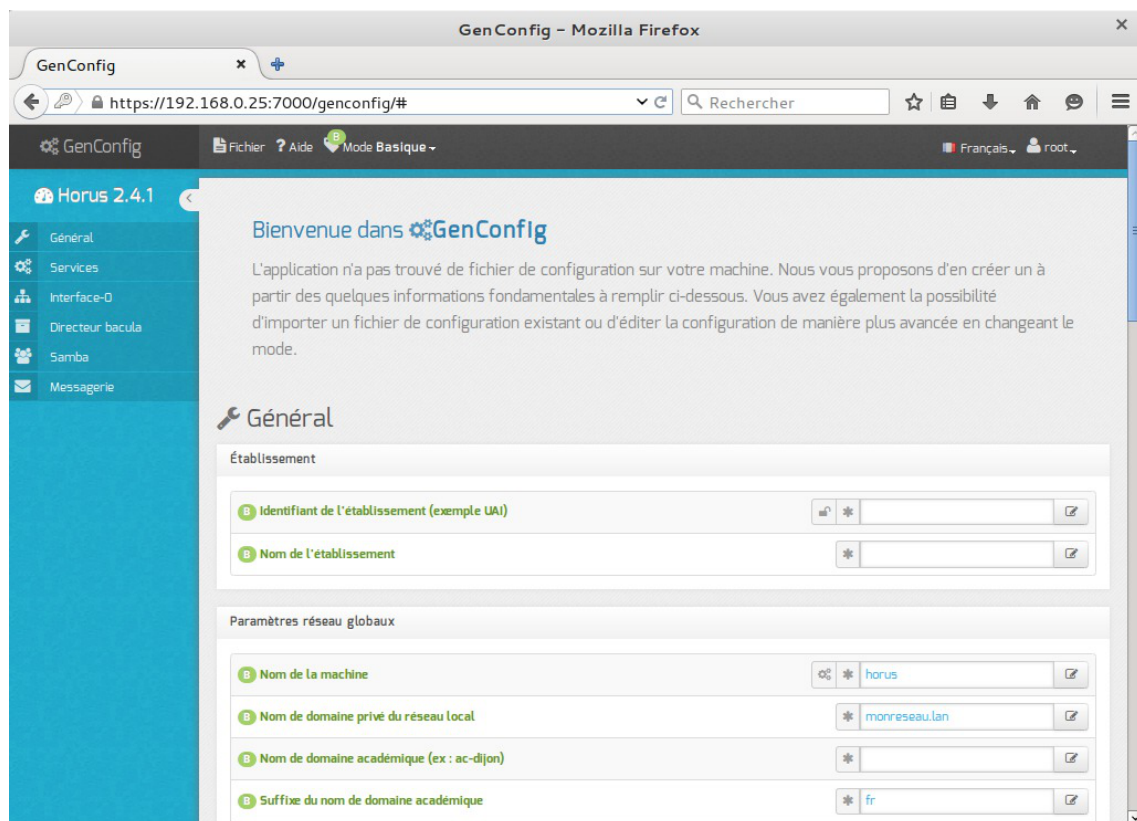 GenConfig - Mozilla Firefox
GenConfig
https://192.168.0.25:7000/genconfig/#
Rechercher
GenConfig
Fichier ? Aide B Mode Basique
Français
root
Horus 2.4.1
Général
Services
Interface-0
Directeur bacula
Samba
Messagerie
Bienvenue dans GenConfig
L'application n'a pas trouvé de fichier de configuration sur votre machine. Nous vous proposons d'en créer un à
partir des quelques informations fondamentales à remplir ci-dessous. Vous avez également la possibilité
d'importer un fichier de configuration existant ou d'éditer la configuration de manière plus avancée en changeant le
mode.
Général
Établissement
B Identifiant de l'établissement (exemple UAI)
B Nom de l'établissement
Paramètres réseau globaux
B Nom de la machine
horus
B Nom de domaine privé du réseau local
monreseau.lan
B Nom de domaine académique (ex : ac-dijon)
B Suffixe du nom de domaine académique
fr